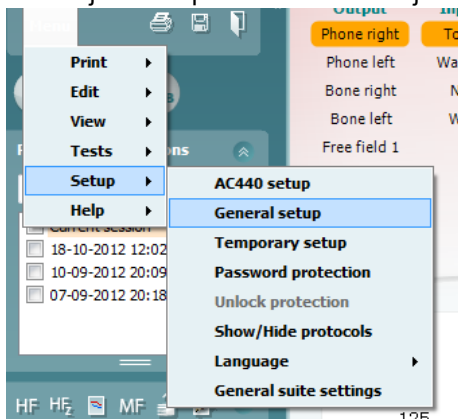 Output
Phone right
Phone left
Bone right
Bone left
Free field 1
Print
Edit
View
Tests
Setup
Help
AC440 setup
General setup
Temporary setup
Password protection
Unlock protection
Show/Hide protocols
Language
General suite settings
Current session
18-10-2012 12:02
10-09-2012 20:09
07-09-2012 20:18
HF HFz MF
125